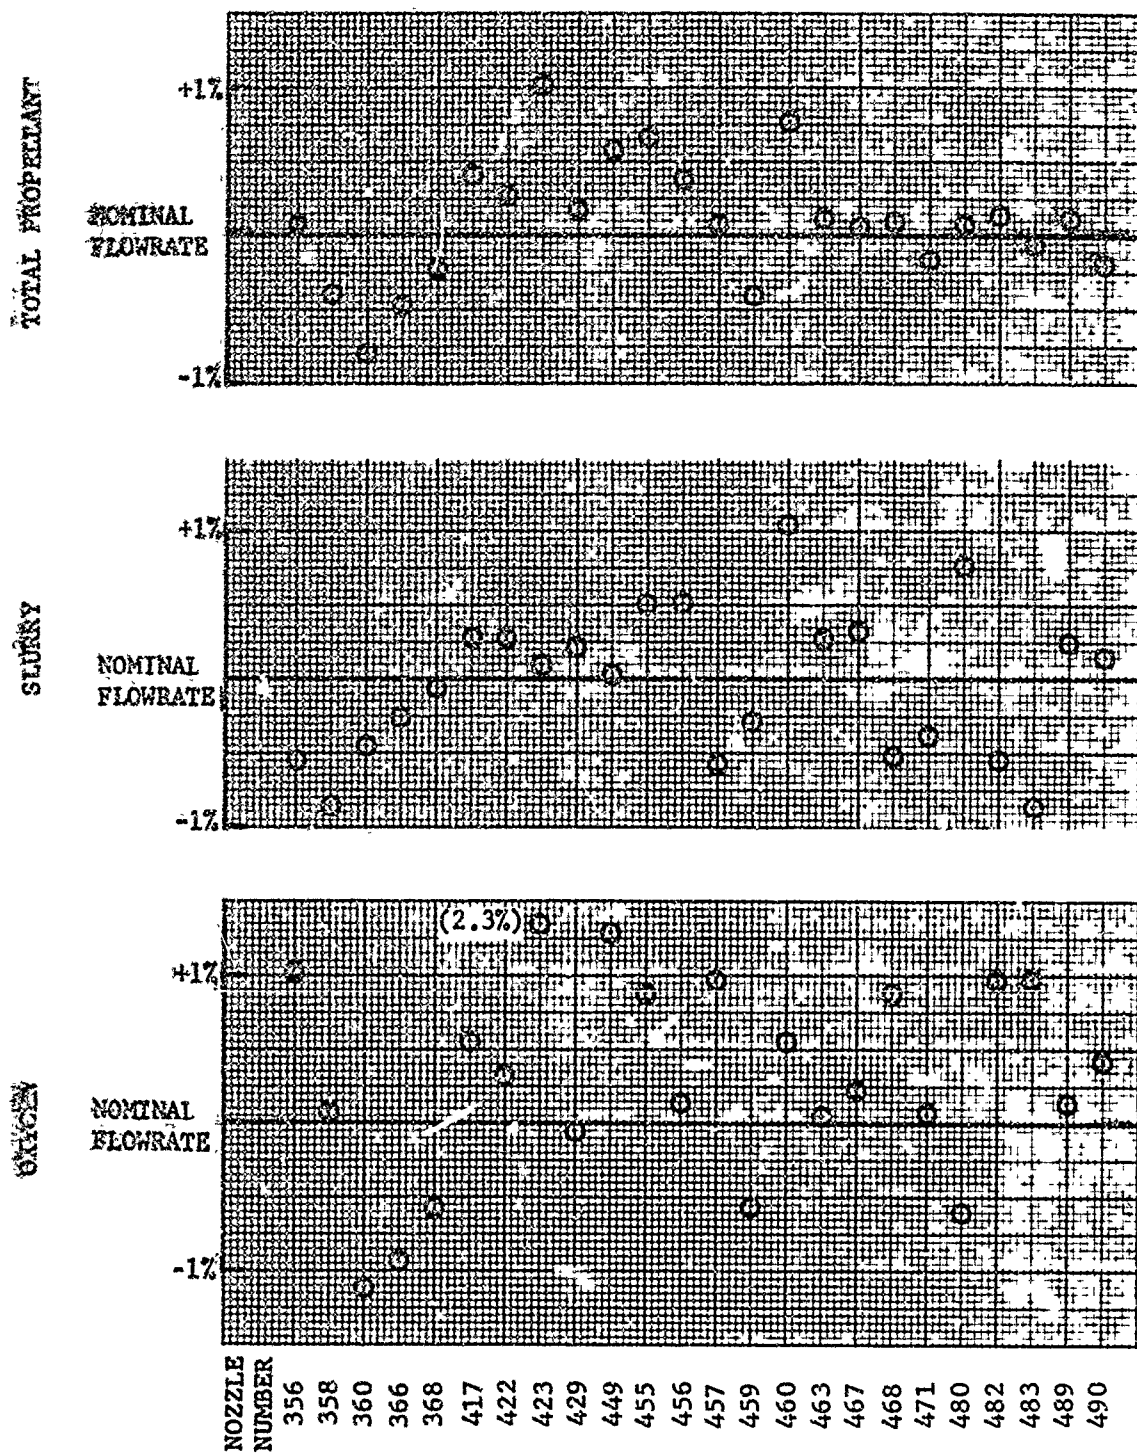 TOTAL PROPELLANT
+1%
NOMINAL
FLOWRATE
-1%
SLURRY
+1%
NOMINAL
FLOWRATE
-1%
OXYGEN
(2.3%)
+1%
NOMINAL
FLOWRATE
-1%
NOZZLE
NUMBER
356
358
360
366
368
417
422
423
429
449
455
456
457
459
460
463
467
468
471
480
482
483
489
490